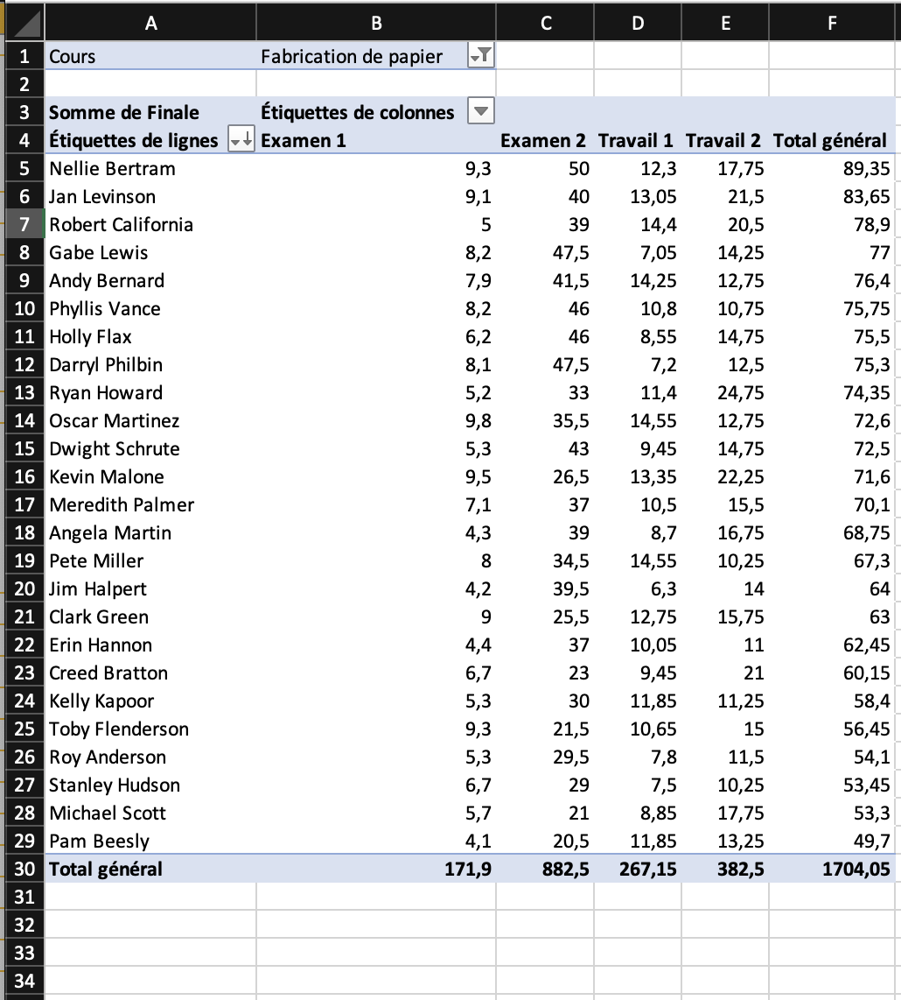 A B C D E F
1 Cours Fabrication de papier
2
3 Somme de Finale Étiquettes de colonnes
4 Étiquettes de lignes Examen 1 Examen 2 Travail 1 Travail 2 Total général
5 Nellie Bertram 9,3 50 12,3 17,75 89,35
6 Jan Levinson 9,1 40 13,05 21,5 83,65
7 Robert California 5 39 14,4 20,5 78,9
8 Gabe Lewis 8,2 47,5 7,05 14,25 77
9 Andy Bernard 7,9 41,5 14,25 12,75 76,4
10 Phyllis Vance 8,2 46 10,8 10,75 75,75
11 Holly Flax 6,2 46 8,55 14,75 75,5
12 Darryl Philbin 8,1 47,5 7,2 12,5 75,3
13 Ryan Howard 5,2 33 11,4 24,75 74,35
14 Oscar Martinez 9,8 35,5 14,55 12,75 72,6
15 Dwight Schrute 5,3 43 9,45 14,75 72,5
16 Kevin Malone 9,5 26,5 13,35 22,25 71,6
17 Meredith Palmer 7,1 37 10,5 15,5 70,1
18 Angela Martin 4,3 39 8,7 16,75 68,75
19 Pete Miller 8 34,5 14,55 10,25 67,3
20 Jim Halpert 4,2 39,5 6,3 14 64
21 Clark Green 9 25,5 12,75 15,75 63
22 Erin Hannon 4,4 37 10,05 11 62,45
23 Creed Bratton 6,7 23 9,45 21 60,15
24 Kelly Kapoor 5,3 30 11,85 11,25 58,4
25 Toby Flenderson 9,3 21,5 10,65 15 56,45
26 Roy Anderson 5,3 29,5 7,8 11,5 54,1
27 Stanley Hudson 6,7 29 7,5 10,25 53,45
28 Michael Scott 5,7 21 8,85 17,75 53,3
29 Pam Beesly 4,1 20,5 11,85 13,25 49,7
30 Total général 171,9 882,5 267,15 382,5 1704,05
31
32
33
34